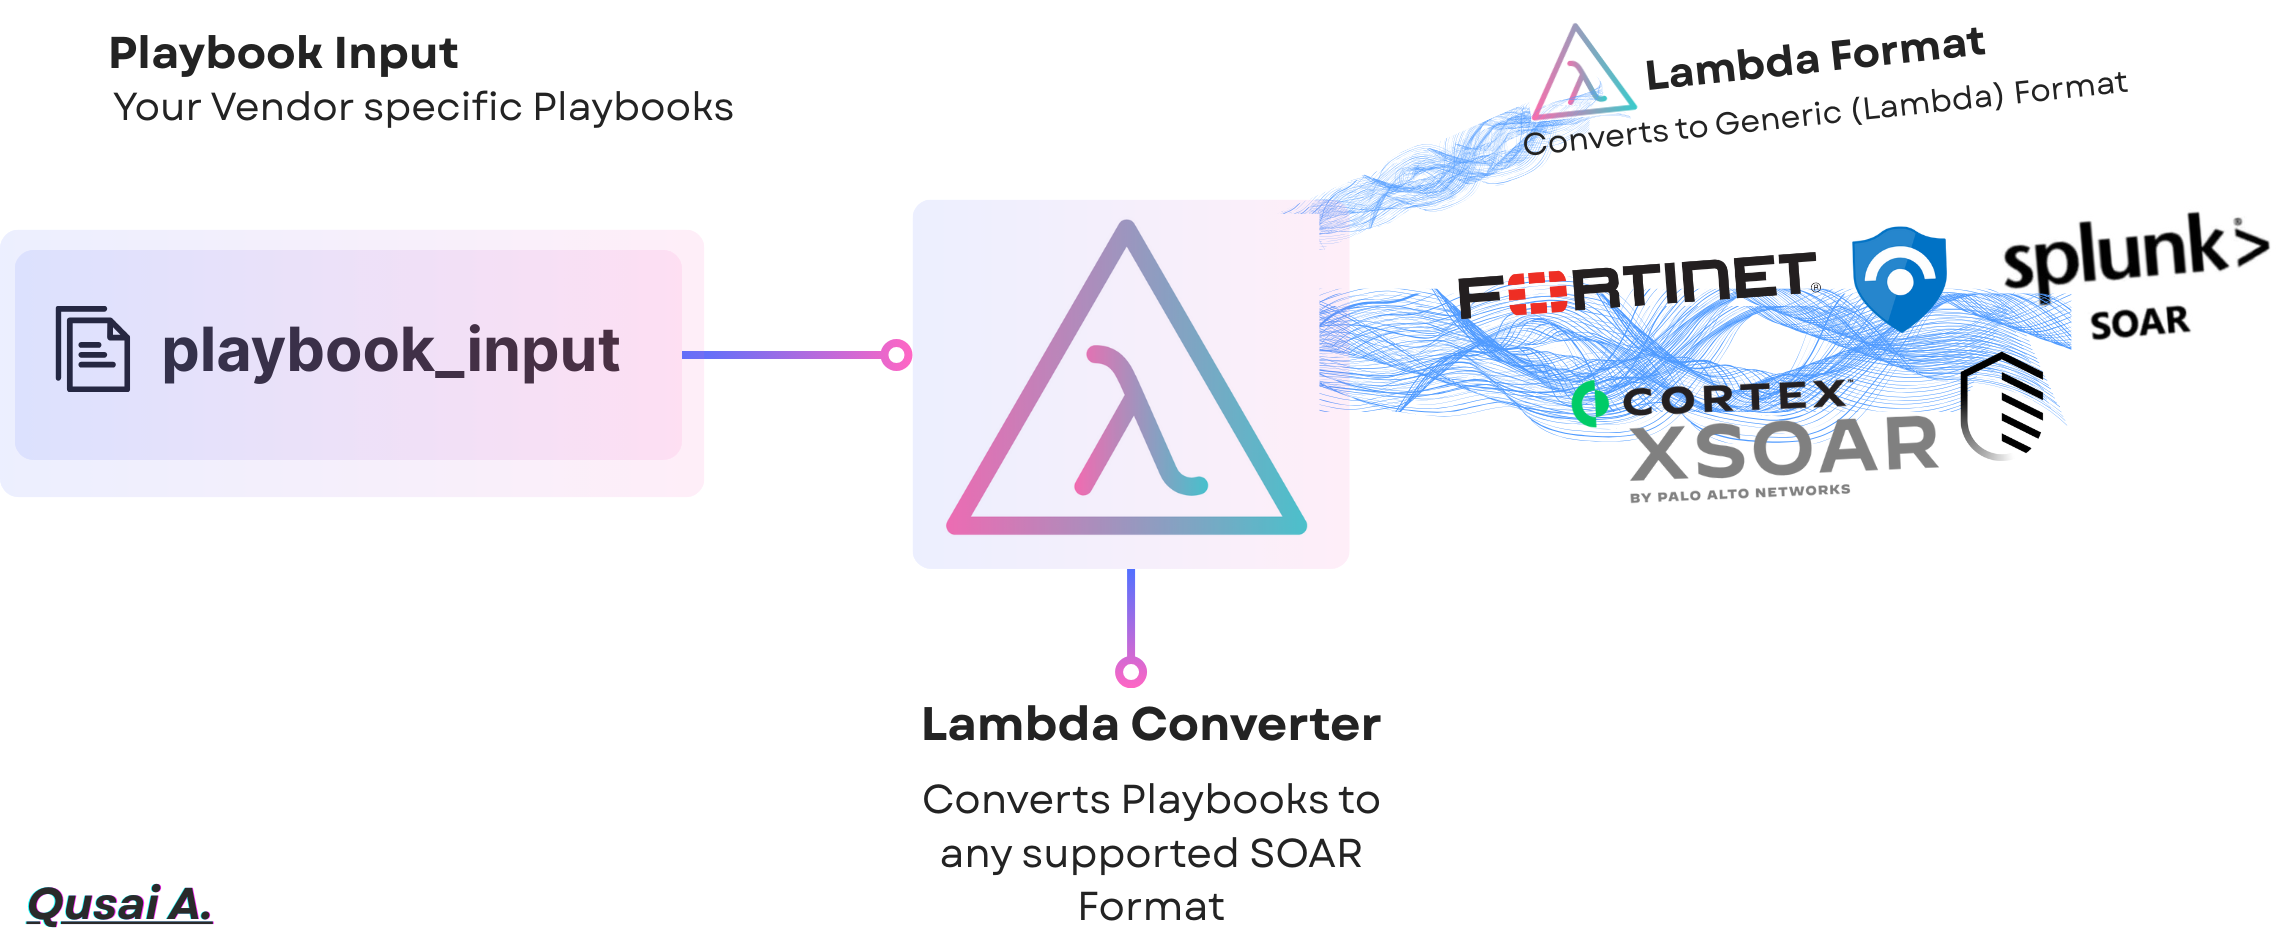 Playbook Input
Your Vendor specific Playbooks
playbook_input
Lambda Format
Converts to Generic (Lambda) Format
FORTINET®
splunk>®
SOAR
CORTEX™
XSOAR
BY PALO ALTO NETWORKS
λ
Lambda Converter
Converts Playbooks to
any supported SOAR
Format
Qusai A.